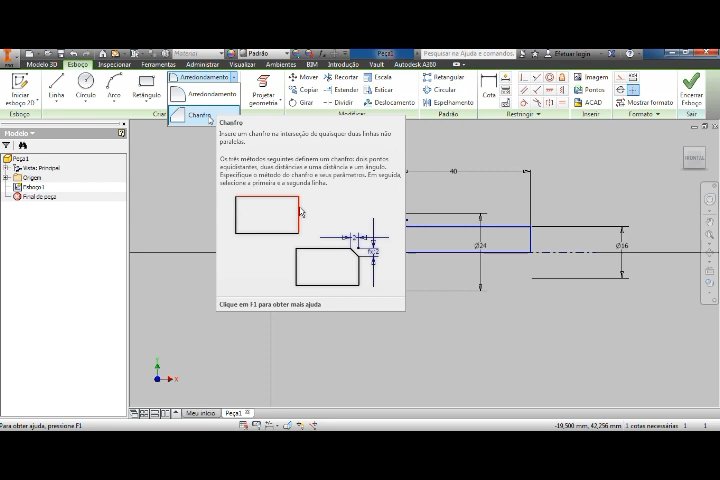 Material
Padrão
Peça1
Pesquisar na Ajuda e comandos.
Efetuar login
PRO
Modelo 3D
Esboço
Inspecionar
Ferramentas
Administrar
Visualizar
Ambientes
BIM
Introdução
Vault
Autodesk A360
Iniciar esboço 2D
Linha
Círculo
Arco
Retângulo
Arredondamento
Arredondamento
Chanfro
Projetar geometria
Mover
Copiar
Girar
Recortar
Estender
Dividir
Escala
Esticar
Deslocamento
Modificar
Retangular
Circular
Espelhamento
Cota
Restringir
Imagem
Pontos
ACAD
Inserir
Mostrar formato
Formato
Encerrar Esboço
Sair
Modelo
Peça1
Vista: Principal
Origem
Esboço1
Final de peça
Chanfro
Insere um chanfro na interseção de quaisquer duas linhas não
paralelas.
Os três métodos seguintes definem um chanfro: dois pontos
equidistantes, duas distâncias e uma distância e um ângulo.
Especifique o método do chanfro e seus parâmetros. Em seguida,
selecione a primeira e a segunda linha.
Clique em F1 para obter mais ajuda
40
Ø24
Ø16
FRONTAL
Y
X
Meu início
Peça1
Para obter ajuda, pressione F1
-19,500 mm, 42,256 mm
1 cotas necessárias
1
1